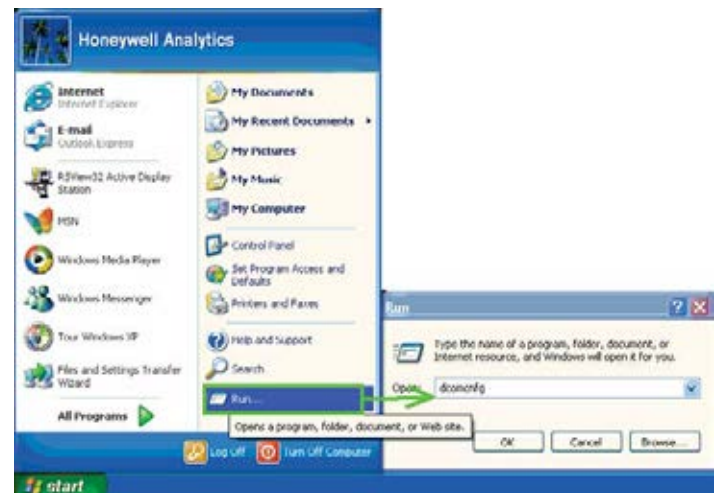 Honeywell Analytics
Internet
Internet Explorer
E-mail
Outlook Express
RSView32 Active Display
Station
MSN
Windows Media Player
Windows Messenger
Tour Windows XP
Files and Settings Transfer
Wizard
All Programs
My Documents
My Recent Documents
My Pictures
My Music
My Computer
Control Panel
Set Program Access and
Defaults
Printers and Faxes
Help and Support
Search
Run...
Opens a program, folder, document, or Web site.
Log Off
Turn Off Computer
start
Run
Type the name of a program, folder, document, or
Internet resource, and Windows will open it for you.
Open:
dcomcnfg
OK
Cancel
Browse...